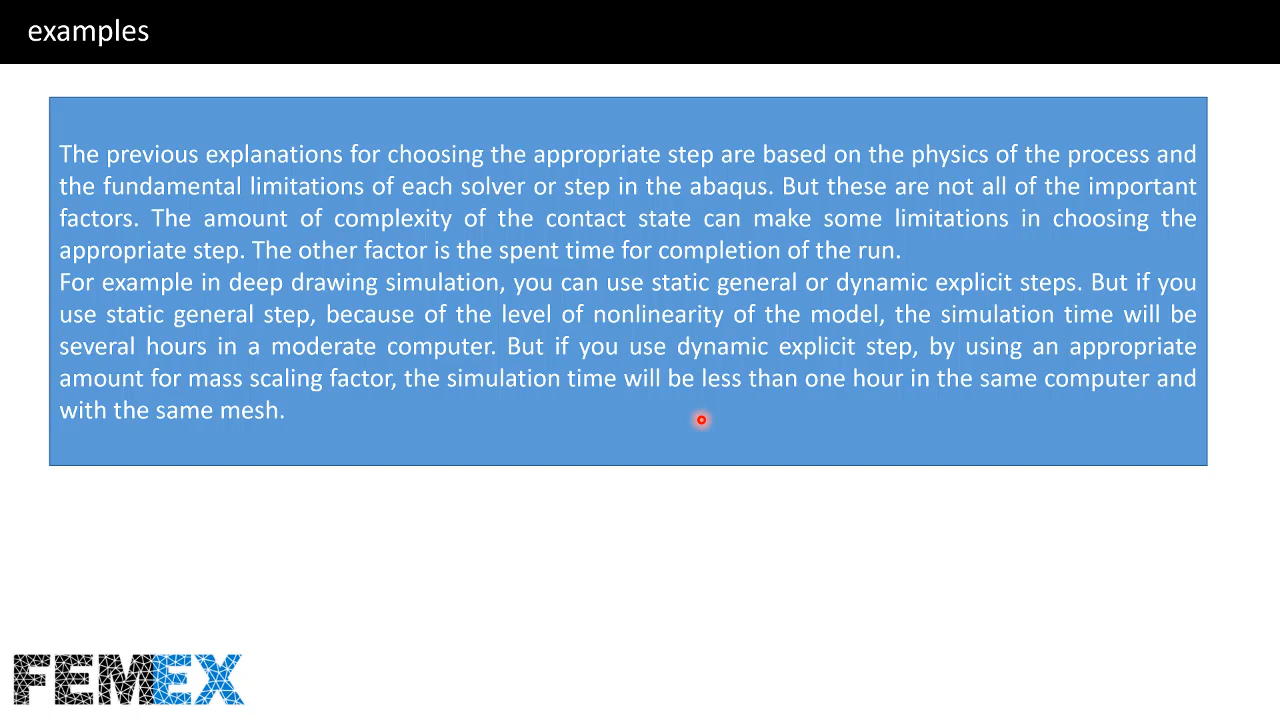 examples
The previous explanations for choosing the appropriate step are based on the physics of the process and
the fundamental limitations of each solver or step in the abaqus. But these are not all of the important
factors. The amount of complexity of the contact state can make some limitations in choosing the
appropriate step. The other factor is the spent time for completion of the run.
For example in deep drawing simulation, you can use static general or dynamic explicit steps. But if you
use static general step, because of the level of nonlinearity of the model, the simulation time will be
several hours in a moderate computer. But if you use dynamic explicit step, by using an appropriate
amount for mass scaling factor, the simulation time will be less than one hour in the same computer and
with the same mesh.
FEMEX